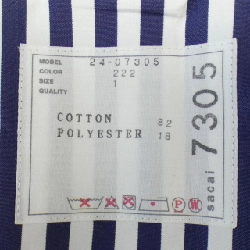 MODEL 24-07305
COLOR 222
SIZE 1
QUALITY
COTTON 82
POLYESTER 18
P W
sacai 7305